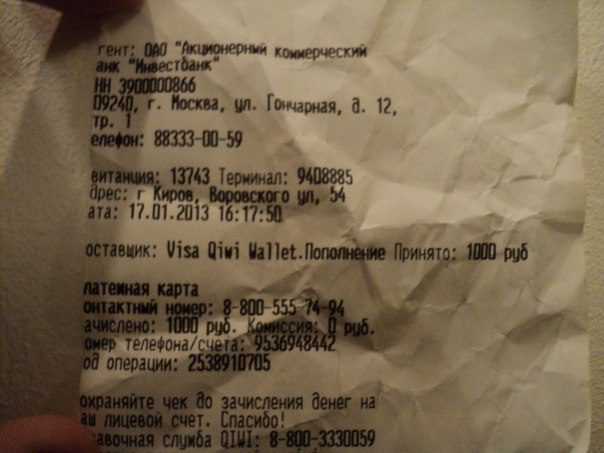 гент: ОАО "Акционерный коммерческий
анк "Инвестбанк"
НН 3900000866
09240, г. Москва, ул. Гончарная, д. 12,
тр. 1
елефон: 88333-00-59
витанция: 13743 Терминал: 9408885
дрес: г Киров, Воровского ул, 54
ата: 17.01.2013 16:17:50
оставщик: Visa Qiwi Wallet.Пополнение Принято: 1000 руб
латежная карта
онтактный номер: 8-800-555 74-94
ачислено: 1000 руб. Комиссия: 0 руб.
омер телефона/счета: 9536948442
од операции: 2538910705
охраняйте чек до зачисления денег на
аш лицевой счет. Спасибо!
равочная служба QIWI: 8-800-3330059